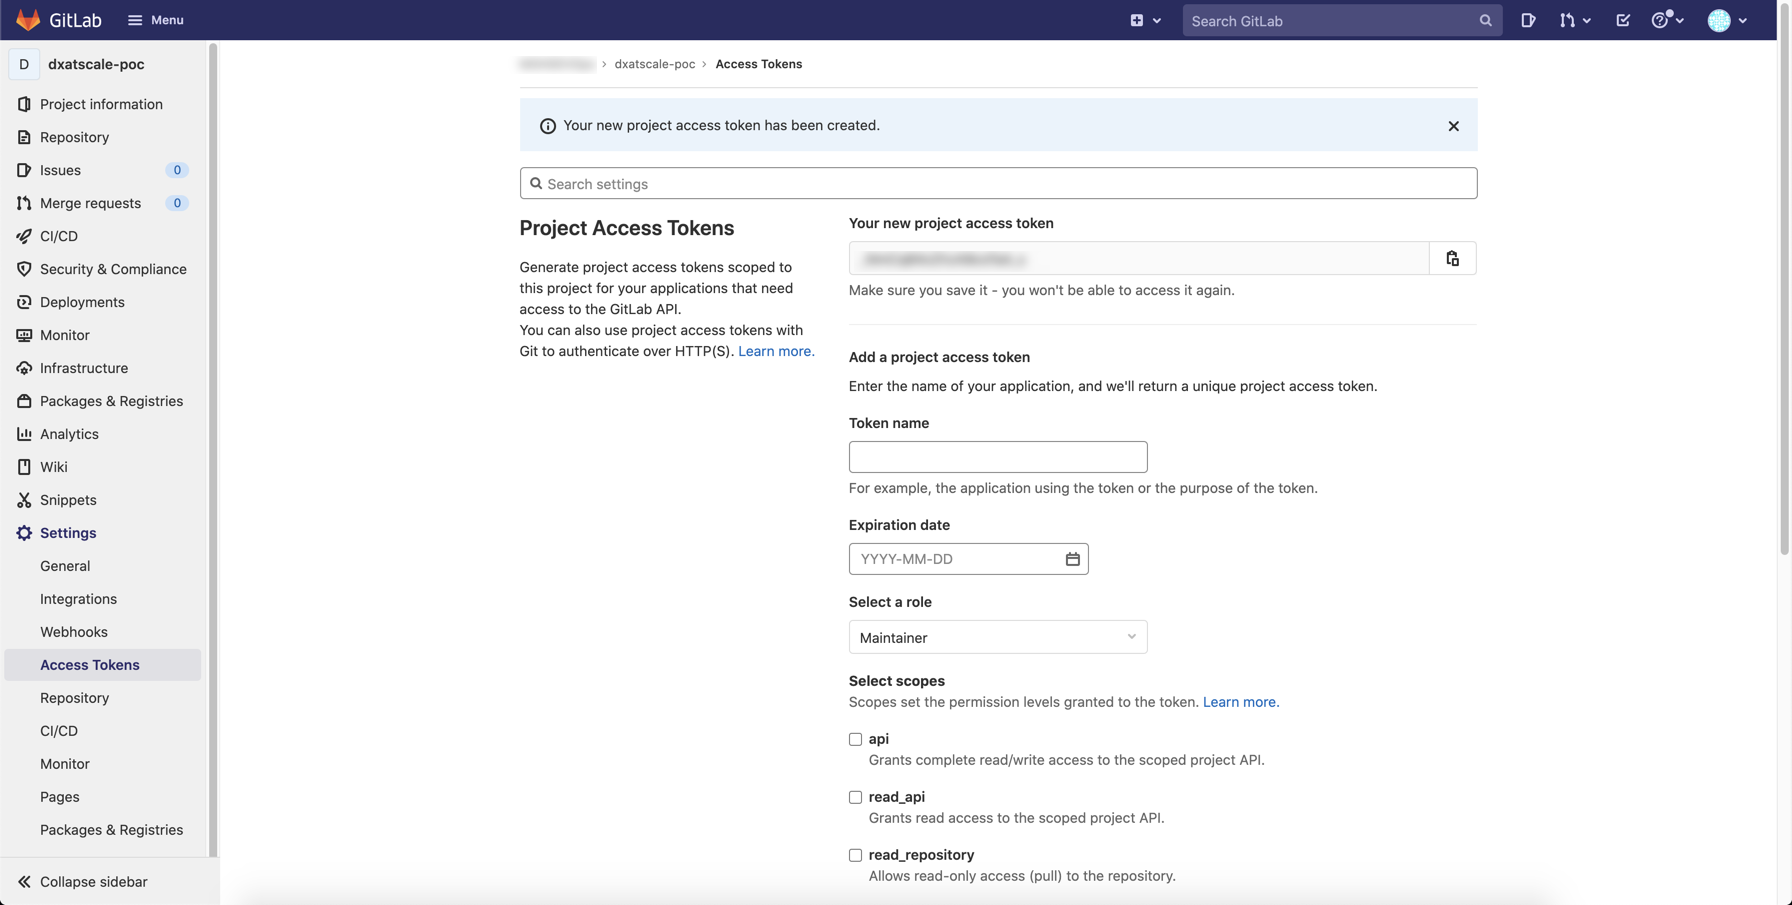 GitLab
Menu
Search GitLab
D
dxatscale-poc
Project information
Repository
Issues
0
Merge requests
0
CI/CD
Security & Compliance
Deployments
Monitor
Infrastructure
Packages & Registries
Analytics
Wiki
Snippets
Settings
General
Integrations
Webhooks
Access Tokens
Repository
CI/CD
Monitor
Pages
Packages & Registries
Collapse sidebar
› dxatscale-poc › Access Tokens
Your new project access token has been created.
Search settings
Project Access Tokens
Generate project access tokens scoped to
this project for your applications that need
access to the GitLab API.
You can also use project access tokens with
Git to authenticate over HTTP(S). Learn more.
Your new project access token
Make sure you save it - you won't be able to access it again.
Add a project access token
Enter the name of your application, and we'll return a unique project access token.
Token name
For example, the application using the token or the purpose of the token.
Expiration date
YYYY-MM-DD
Select a role
Maintainer
Select scopes
Scopes set the permission levels granted to the token. Learn more.
api
Grants complete read/write access to the scoped project API.
read_api
Grants read access to the scoped project API.
read_repository
Allows read-only access (pull) to the repository.